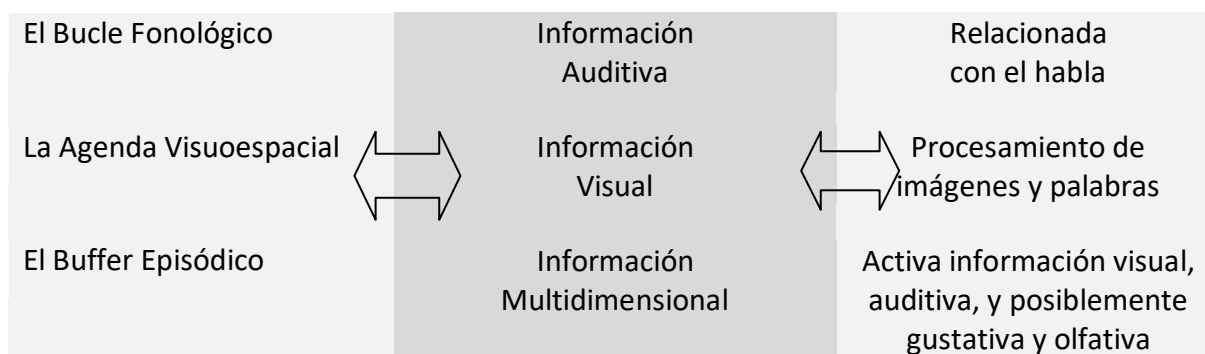 El Bucle Fonológico
Información
Auditiva
Relacionada
con el habla
La Agenda Visuoespacial
Información
Visual
Procesamiento de
imágenes y palabras
El Buffer Episódico
Información
Multidimensional
Activa información visual,
auditiva, y posiblemente
gustativa y olfativa